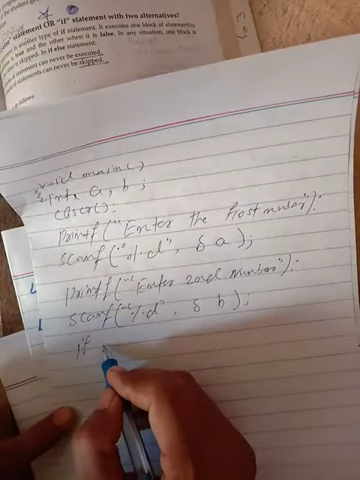 statement OR "if" statement with two alternatives?
is another type of if statement. It executes one block of statements
is true and the other when it is false. In any situation, one block is
is skipped. In if else statement:
statement can never be executed.
of statements can never be skipped.
as follows:
void main()
{ int a, b;
clrscr();
printf("Enter the
scanf("%d", & a);
printf("Enter 2nd number");
scanf("%d", & b);
if